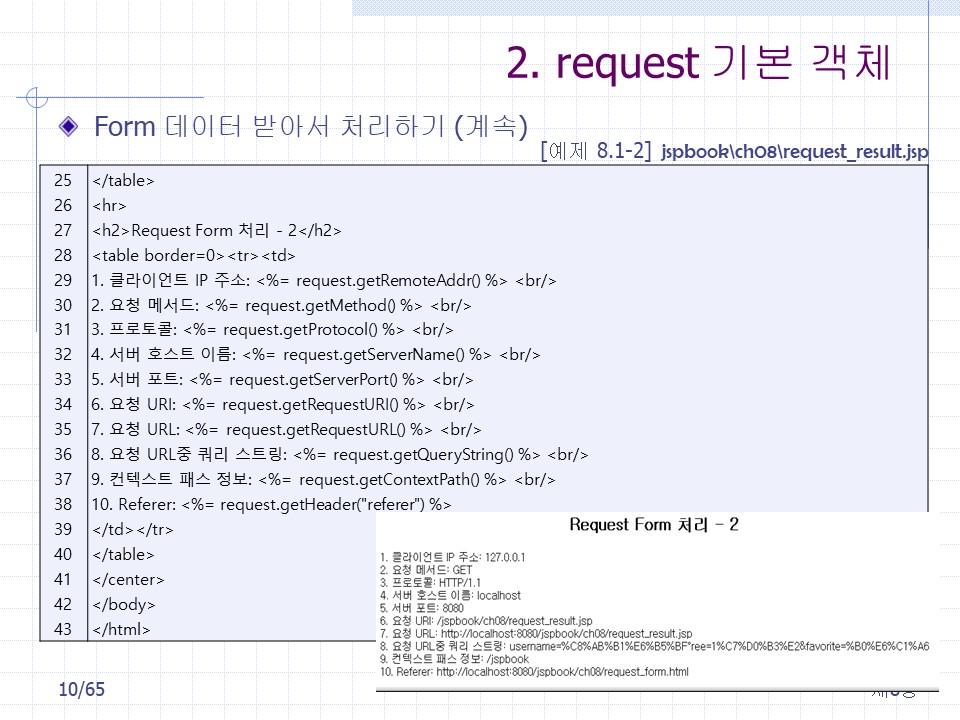 2. request 기본 객체
Form 데이터 받아서 처리하기 (계속)
[예제 8.1-2] jspbook\ch08\request_result.jsp
25 </table>
26 <hr>
27 <h2>Request Form 처리 - 2</h2>
28 <table border=0><tr><td>
29 1. 클라이언트 IP 주소: <%= request.getRemoteAddr() %> <br/>
30 2. 요청 메서드: <%= request.getMethod() %> <br/>
31 3. 프로토콜: <%= request.getProtocol() %> <br/>
32 4. 서버 호스트 이름: <%= request.getServerName() %> <br/>
33 5. 서버 포트: <%= request.getServerPort() %> <br/>
34 6. 요청 URI: <%= request.getRequestURI() %> <br/>
35 7. 요청 URL: <%= request.getRequestURL() %> <br/>
36 8. 요청 URL중 쿼리 스트링: <%= request.getQueryString() %> <br/>
37 9. 컨텍스트 패스 정보: <%= request.getContextPath() %> <br/>
38 10. Referer: <%= request.getHeader("referer") %>
39 </td></tr>
40 </table>
41 </center>
42 </body>
43 </html>
Request Form 처리 - 2
1. 클라이언트 IP 주소: 127.0.0.1
2. 요청 메서드: GET
3. 프로토콜: HTTP/1.1
4. 서버 호스트 이름: localhost
5. 서버 포트: 8080
6. 요청 URI: /jspbook/ch08/request_result.jsp
7. 요청 URL: http://localhost:8080/jspbook/ch08/request_result.jsp
8. 요청 URL중 쿼리 스트링: username=%C8%AB%B1%E6%B5%BF°ree=1%C7%D0%B3%E2&favorite=%B0%E6%C1%A6
9. 컨텍스트 패스 정보: /jspbook
10. Referer: http://localhost:8080/jspbook/ch08/request_form.html
10/65